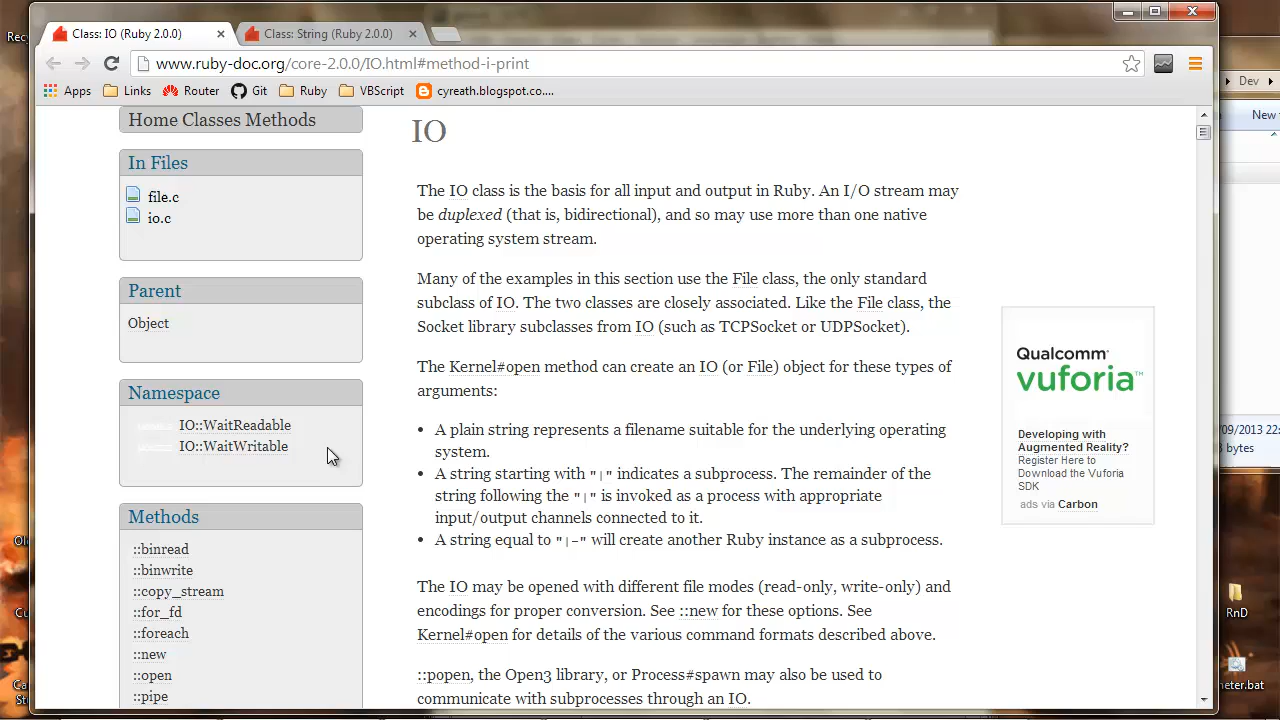 Class: IO (Ruby 2.0.0)
Class: String (Ruby 2.0.0)
www.ruby-doc.org/core-2.0.0/IO.html#method-i-print
Apps Links Router Git Ruby VBScript cyreath.blogspot.co....
Home Classes Methods
In Files
file.c
io.c
Parent
Object
Namespace
IO::WaitReadable
IO::WaitWritable
Methods
::binread
::binwrite
::copy_stream
::for_fd
::foreach
::new
::open
::pipe
IO
The IO class is the basis for all input and output in Ruby. An I/O stream may
be duplexed (that is, bidirectional), and so may use more than one native
operating system stream.
Many of the examples in this section use the File class, the only standard
subclass of IO. The two classes are closely associated. Like the File class, the
Socket library subclasses from IO (such as TCPSocket or UDPSocket).
The Kernel#open method can create an IO (or File) object for these types of
arguments:
• A plain string represents a filename suitable for the underlying operating
system.
• A string starting with "|" indicates a subprocess. The remainder of the
string following the "|" is invoked as a process with appropriate
input/output channels connected to it.
• A string equal to "|-" will create another Ruby instance as a subprocess.
The IO may be opened with different file modes (read-only, write-only) and
encodings for proper conversion. See ::new for these options. See
Kernel#open for details of the various command formats described above.
::popen, the Open3 library, or Process#spawn may also be used to
communicate with subprocesses through an IO.
Qualcomm
vuforia™
Developing with
Augmented Reality?
Register Here to
Download the Vuforia
SDK
ads via Carbon
Dev
New
/09/2013 22:
bytes
RnD
meter.bat